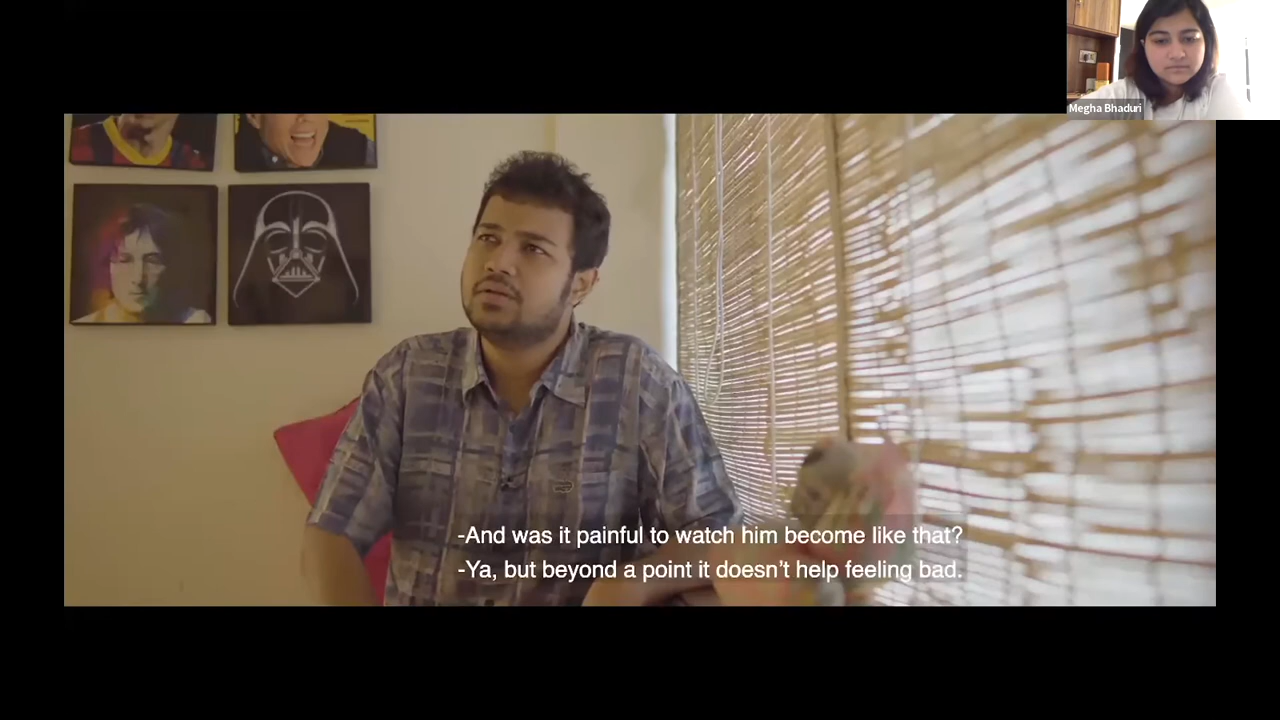 Megha Bhaduri
-And was it painful to watch him become like that?
-Ya, but beyond a point it doesn't help feeling bad.